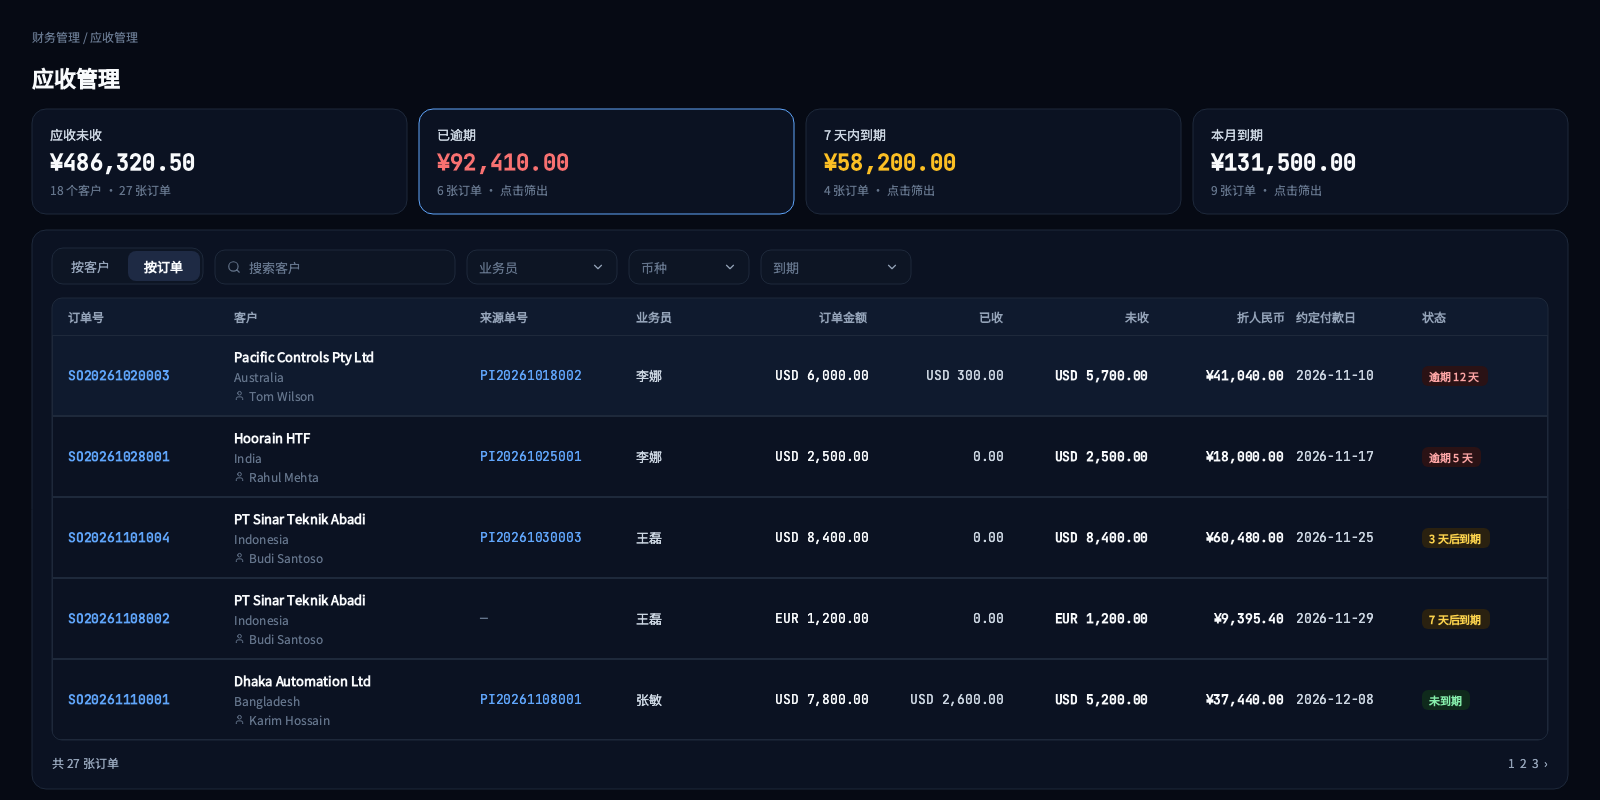 财务管理 / 应收管理
应收管理
应收未收
¥486,320.50
18 个客户 • 27 张订单
已逾期
¥92,410.00
6 张订单 • 点击筛出
7 天内到期
¥58,200.00
4 张订单 • 点击筛出
本月到期
¥131,500.00
9 张订单 • 点击筛出
按客户 按订单 搜索客户 业务员 币种 到期
订单号 客户 来源单号 业务员 订单金额 已收 未收 折人民币 约定付款日 状态
Pacific Controls Pty Ltd
SO20261020003 Australia PI20261018002 李娜 USD 6,000.00 USD 300.00 USD 5,700.00 ¥41,040.00 2026-11-10 逾期 12 天
Tom Wilson
Hoorain HTF
SO20261028001 India PI20261025001 李娜 USD 2,500.00 0.00 USD 2,500.00 ¥18,000.00 2026-11-17 逾期 5 天
Rahul Mehta
PT Sinar Teknik Abadi
SO20261101004 Indonesia PI20261030003 王磊 USD 8,400.00 0.00 USD 8,400.00 ¥60,480.00 2026-11-25 3 天后到期
Budi Santoso
PT Sinar Teknik Abadi
SO20261108002 Indonesia — 王磊 EUR 1,200.00 0.00 EUR 1,200.00 ¥9,395.40 2026-11-29 7 天后到期
Budi Santoso
Dhaka Automation Ltd
SO20261110001 Bangladesh PI20261108001 张敏 USD 7,800.00 USD 2,600.00 USD 5,200.00 ¥37,440.00 2026-12-08 未到期
Karim Hossain
共 27 张订单 1 2 3 ›